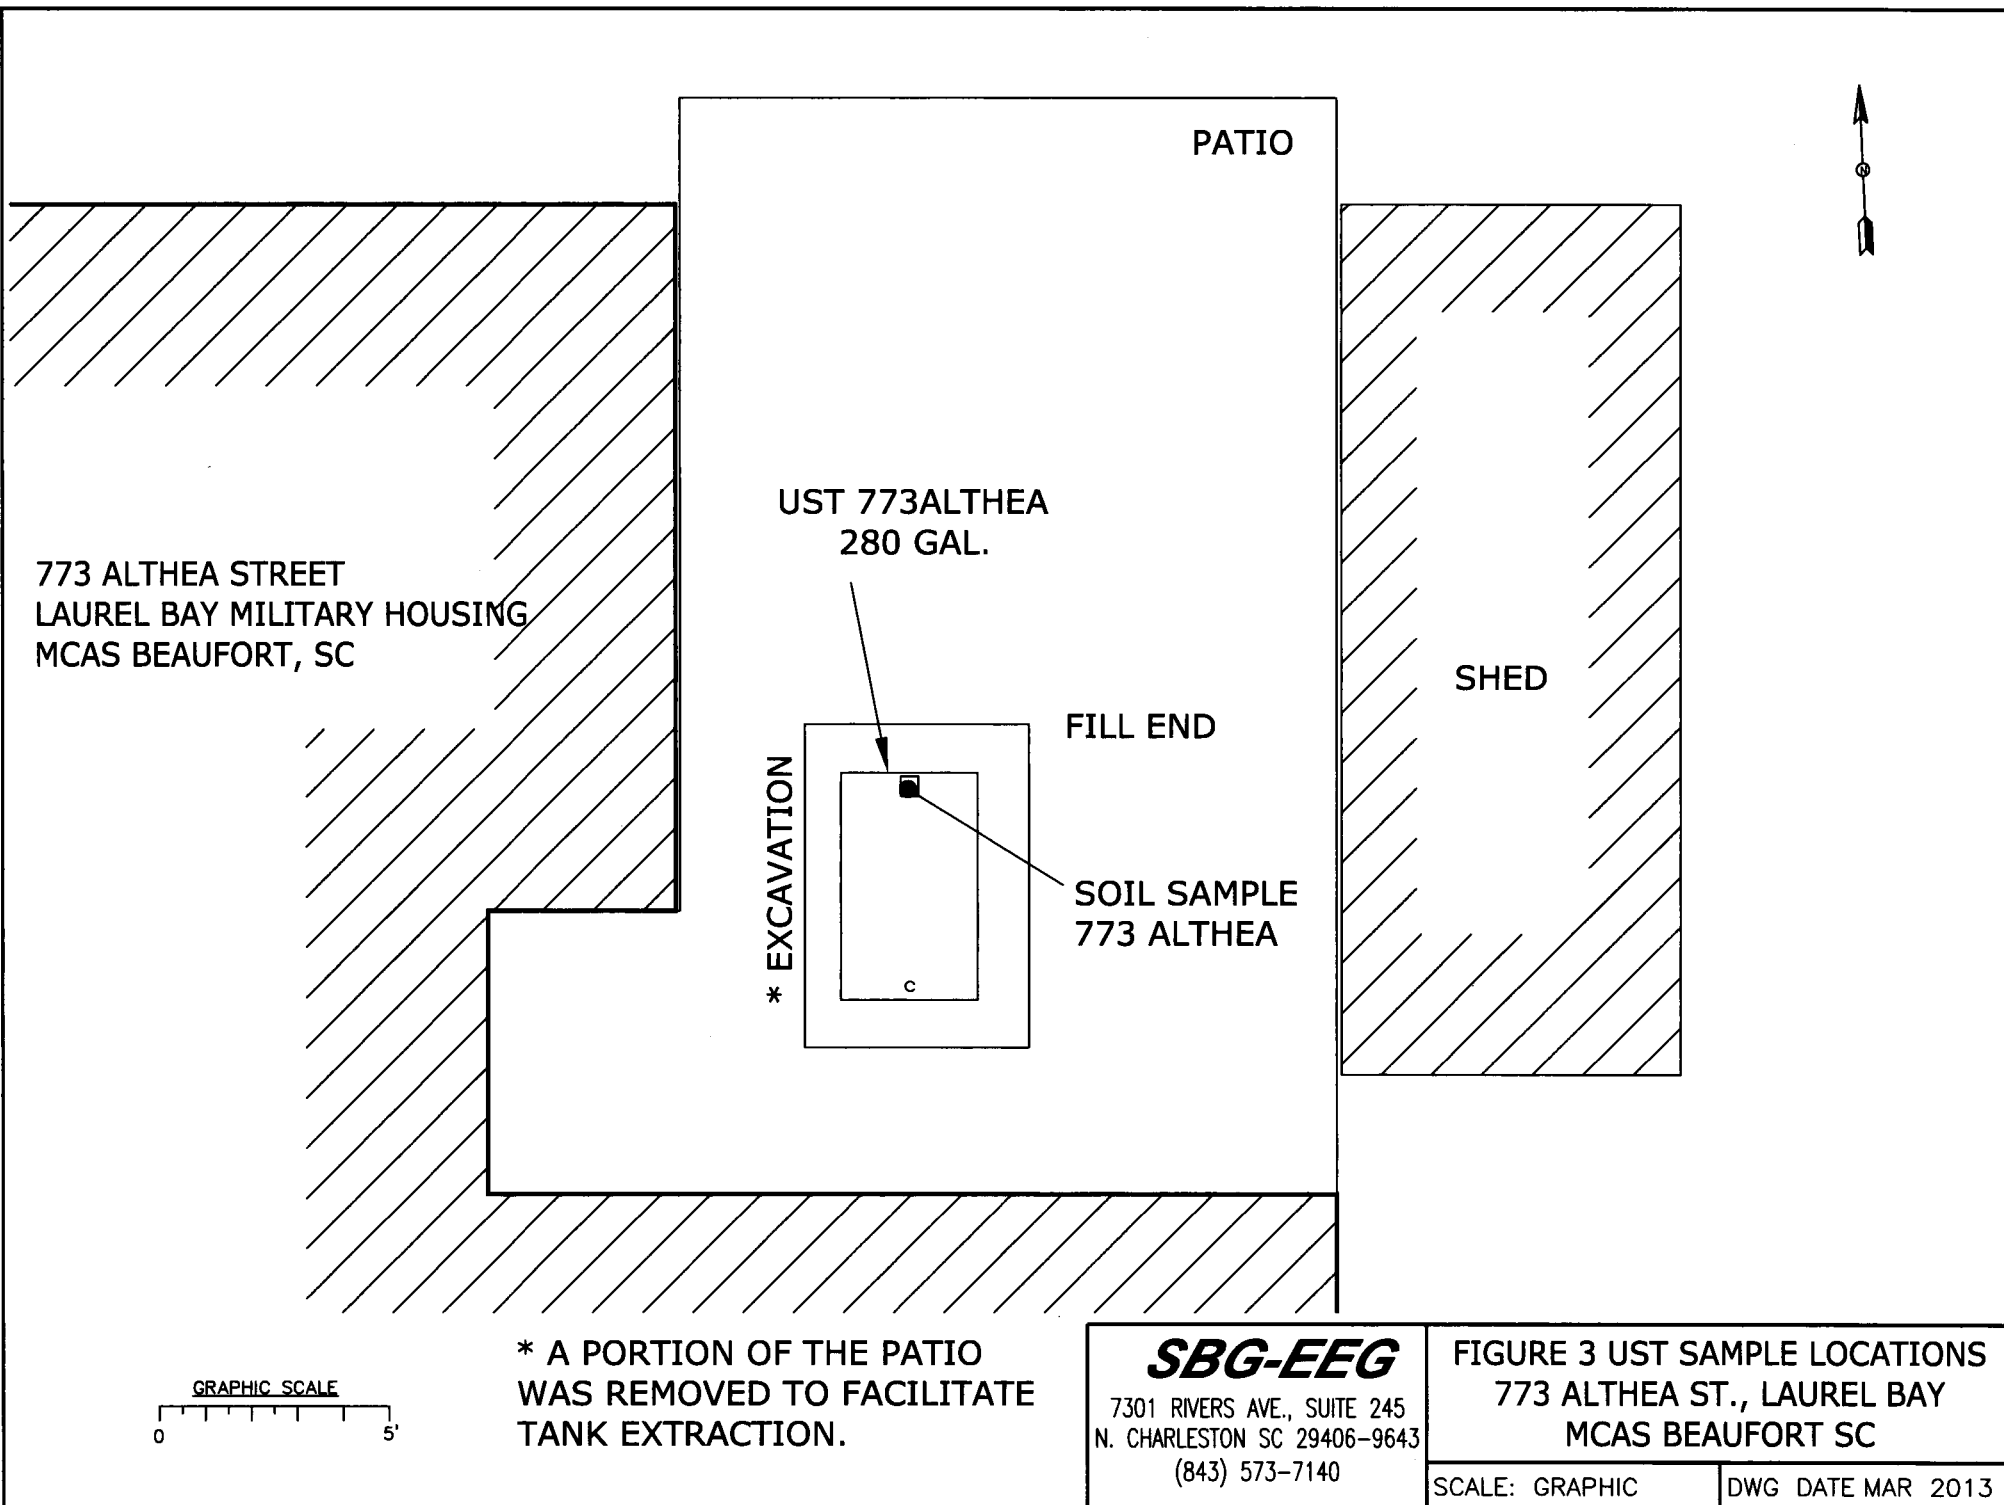 PATIO
N
UST 773ALTHEA
280 GAL.
773 ALTHEA STREET
LAUREL BAY MILITARY HOUSING
MCAS BEAUFORT, SC
SHED
FILL END
* EXCAVATION
SOIL SAMPLE
773 ALTHEA
C
* A PORTION OF THE PATIO
WAS REMOVED TO FACILITATE
TANK EXTRACTION.
GRAPHIC SCALE
0 5'
SBG-EEG
7301 RIVERS AVE., SUITE 245
N. CHARLESTON SC 29406-9643
(843) 573-7140
FIGURE 3 UST SAMPLE LOCATIONS
773 ALTHEA ST., LAUREL BAY
MCAS BEAUFORT SC
SCALE: GRAPHIC
DWG DATE MAR 2013